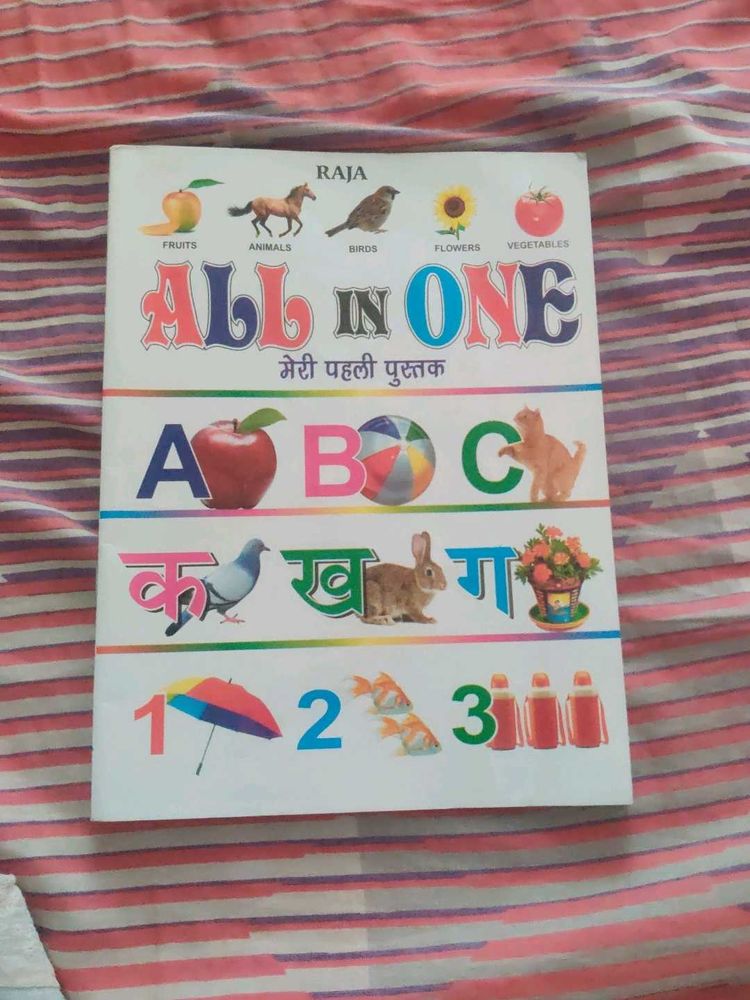 RAJA
FRUITS ANIMALS BIRDS FLOWERS VEGETABLES
ALL IN ONE
मेरी पहली पुस्तक
A B C
क ख ग
1 2 3